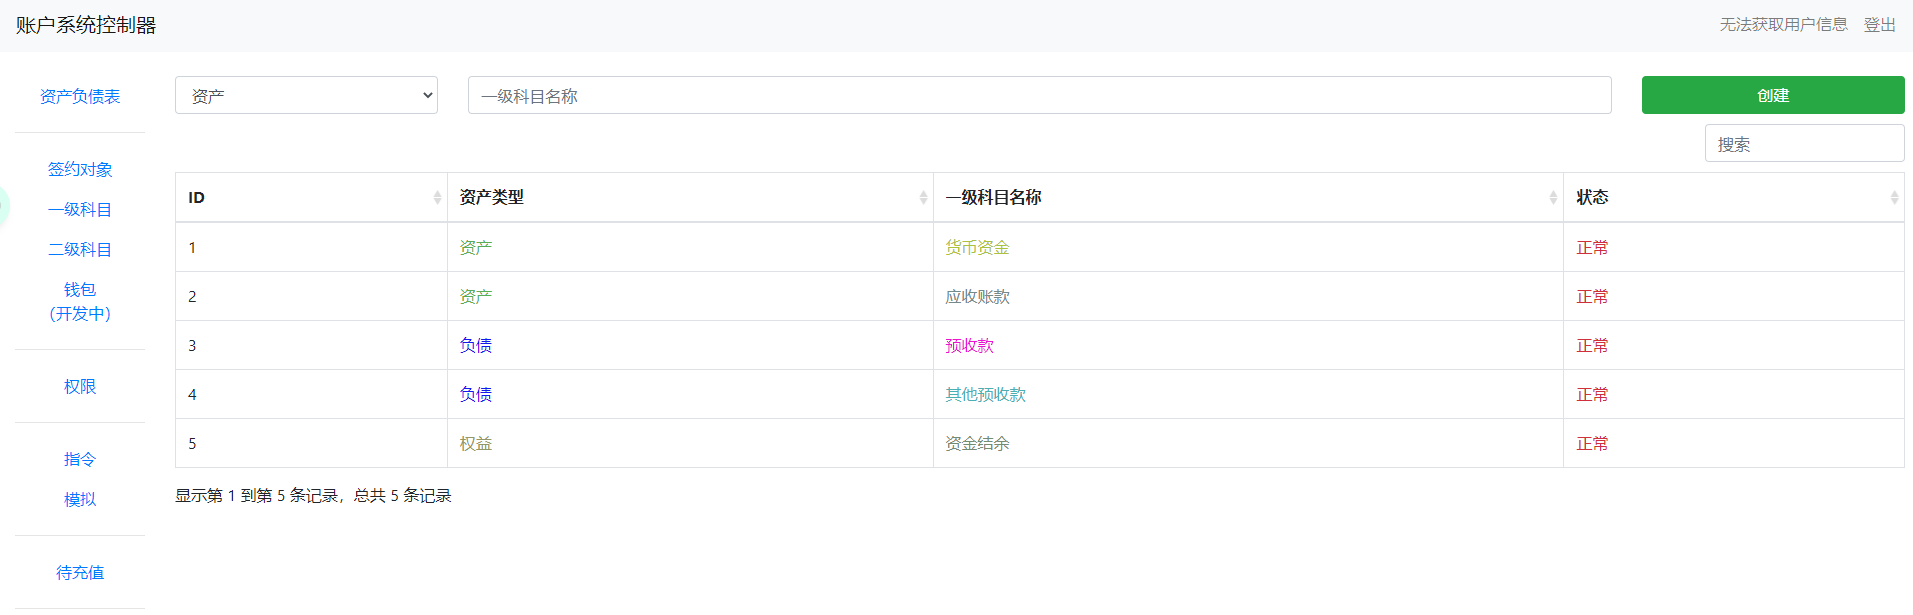 账户系统控制器
无法获取用户信息 登出
资产负债表
签约对象
一级科目
二级科目
钱包
(开发中)
权限
指令
模拟
待充值
资产 一级科目名称 创建
搜索
ID 资产类型 一级科目名称 状态
1 资产 货币资金 正常
2 资产 应收账款 正常
3 负债 预收款 正常
4 负债 其他预收款 正常
5 权益 资金结余 正常
显示第 1 到第 5 条记录，总共 5 条记录